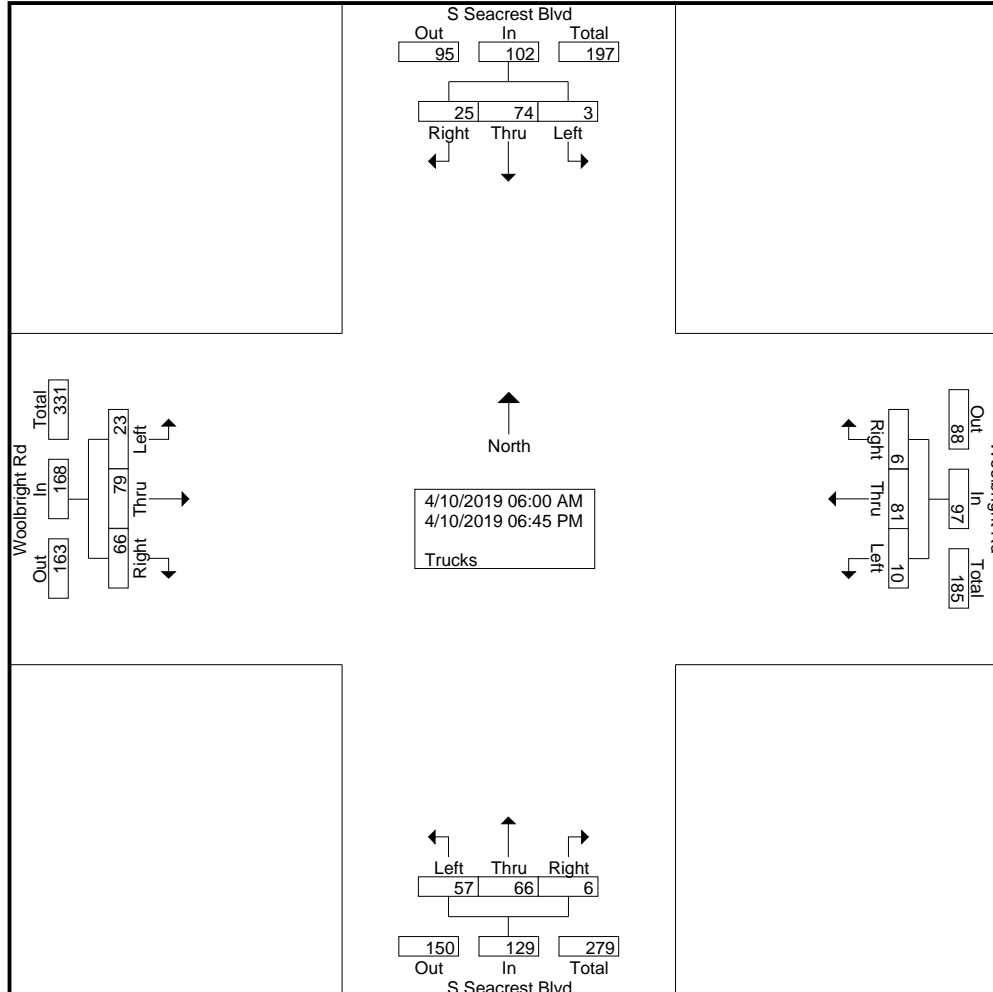 S Seacrest Blvd
Out In Total
95 102 197
25 74 3
Right Thru Left
Woolbright Rd
Total In Out
331 168 163
23 79 66
Left Thru Right
North
4/10/2019 06:00 AM
4/10/2019 06:45 PM
Trucks
Right Thru Left
6 81 10
Out In Total
88 97 185
Left Thru Right
57 66 6
150 129 279
Out In Total
S Seacrest Blvd